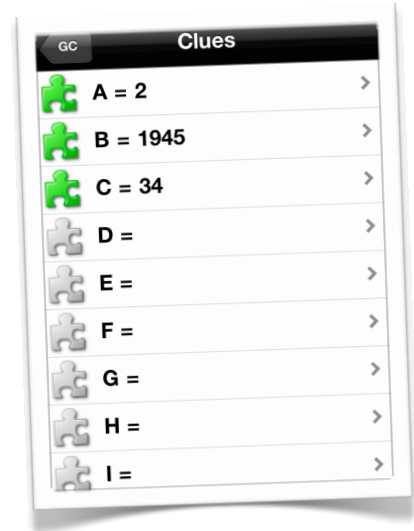 GC
Clues
A = 2
B = 1945
C = 34
D =
E =
F =
G =
H =
I =